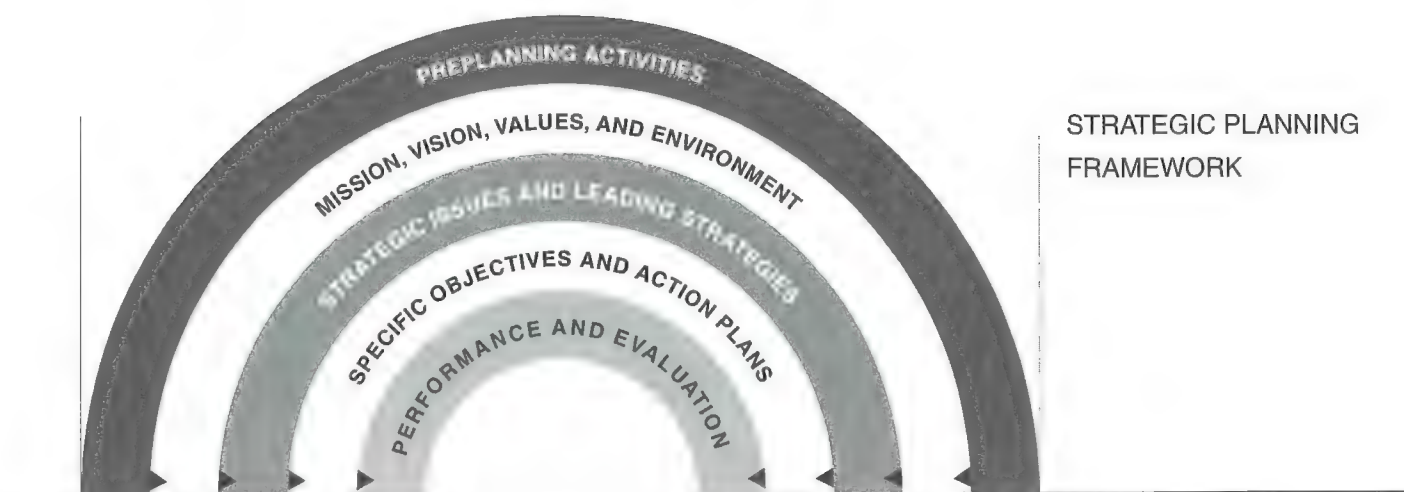 PREPLANNING ACTIVITIES
MISSION, VISION, VALUES, AND ENVIRONMENT
STRATEGIC ISSUES AND LEADING STRATEGIES
SPECIFIC OBJECTIVES AND ACTION PLANS
PERFORMANCE AND EVALUATION
STRATEGIC PLANNING
FRAMEWORK